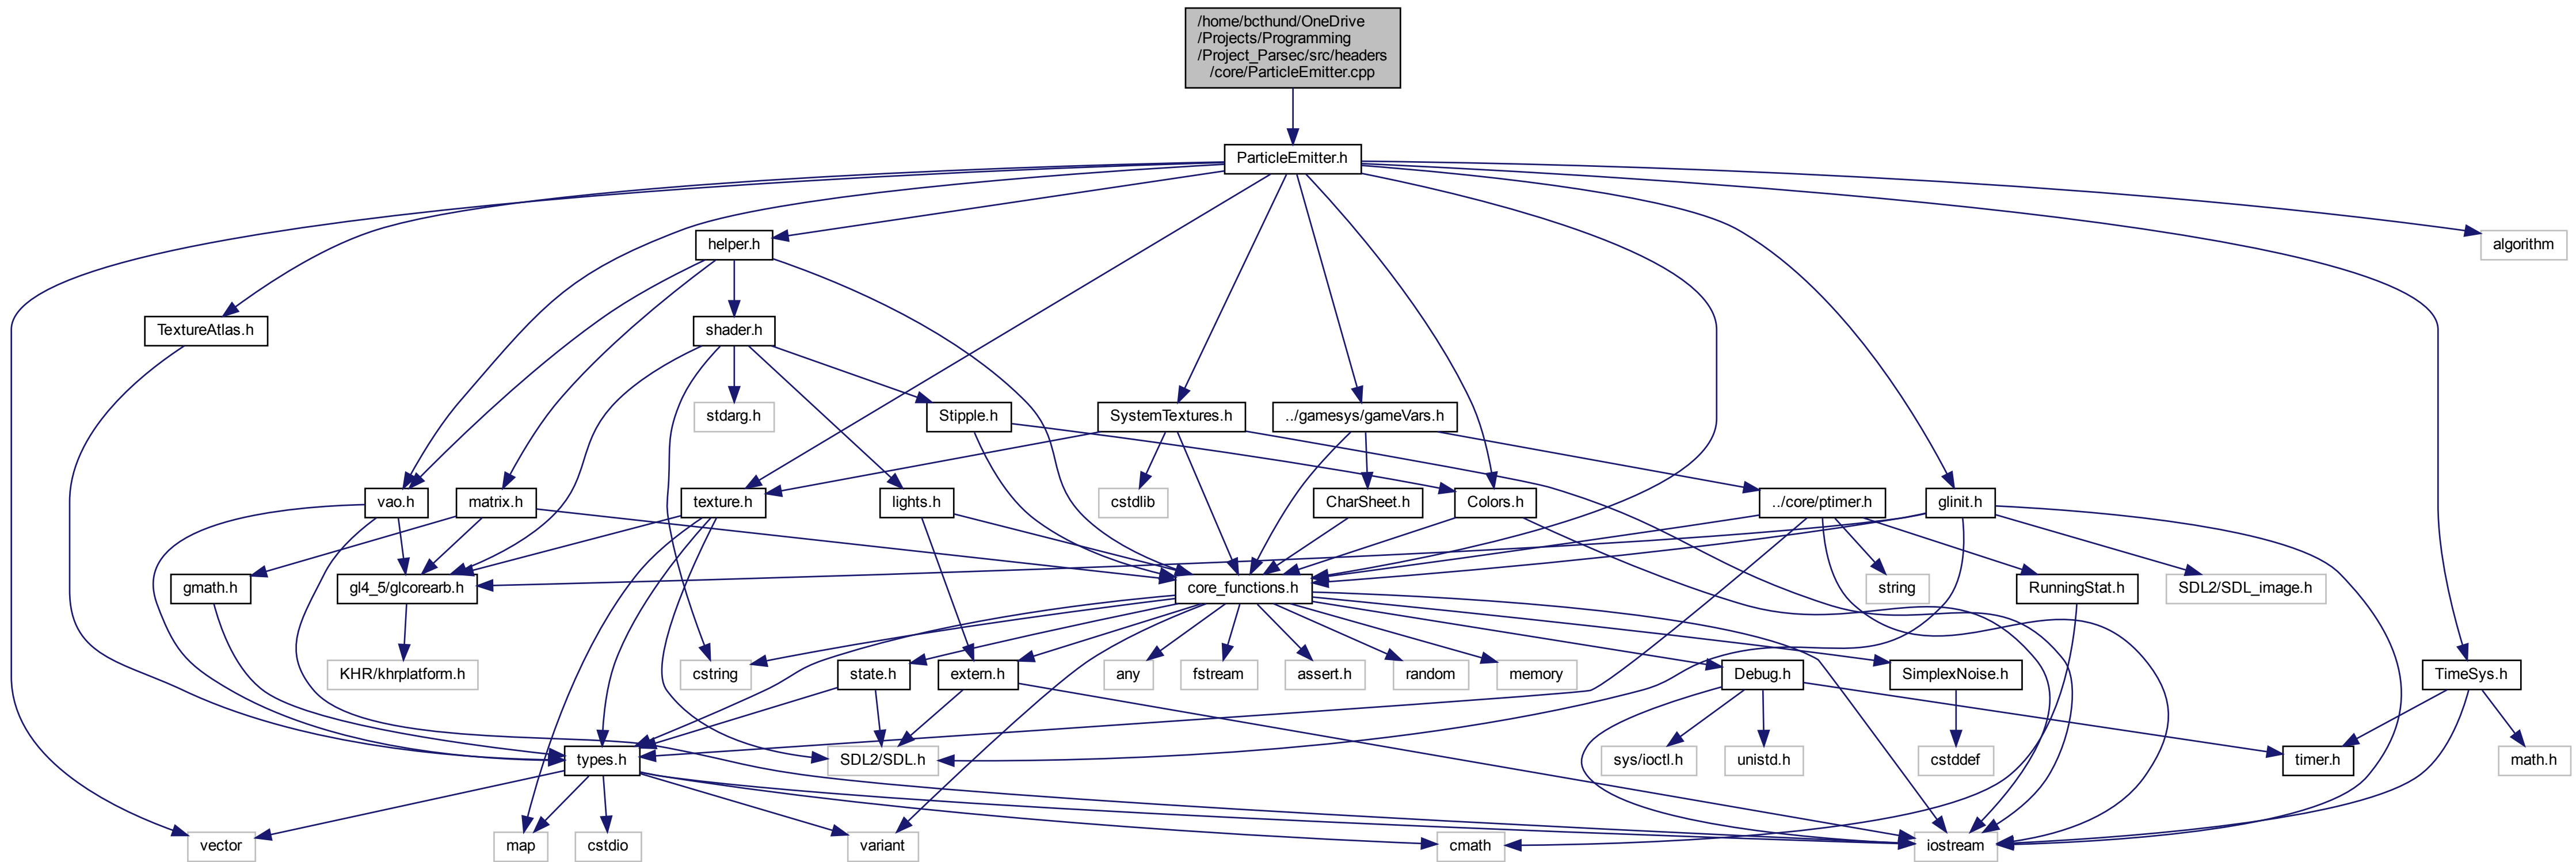 /home/bcthund/OneDrive
/Projects/Programming
/Project_Parsec/src/headers
/core/ParticleEmitter.cpp
ParticleEmitter.h
helper.h
algorithm
TextureAtlas.h
shader.h
stdarg.h
Stipple.h
SystemTextures.h
../gamesys/gameVars.h
vao.h
matrix.h
texture.h
lights.h
cstdlib
CharSheet.h
Colors.h
../core/ptimer.h
glinit.h
gmath.h
gl4_5/glcorearb.h
core_functions.h
string
RunningStat.h
SDL2/SDL_image.h
KHR/khrplatform.h
cstring
state.h
extern.h
any
fstream
assert.h
random
memory
Debug.h
SimplexNoise.h
TimeSys.h
types.h
SDL2/SDL.h
sys/ioctl.h
unistd.h
cstddef
timer.h
math.h
vector
map
cstdio
variant
cmath
iostream